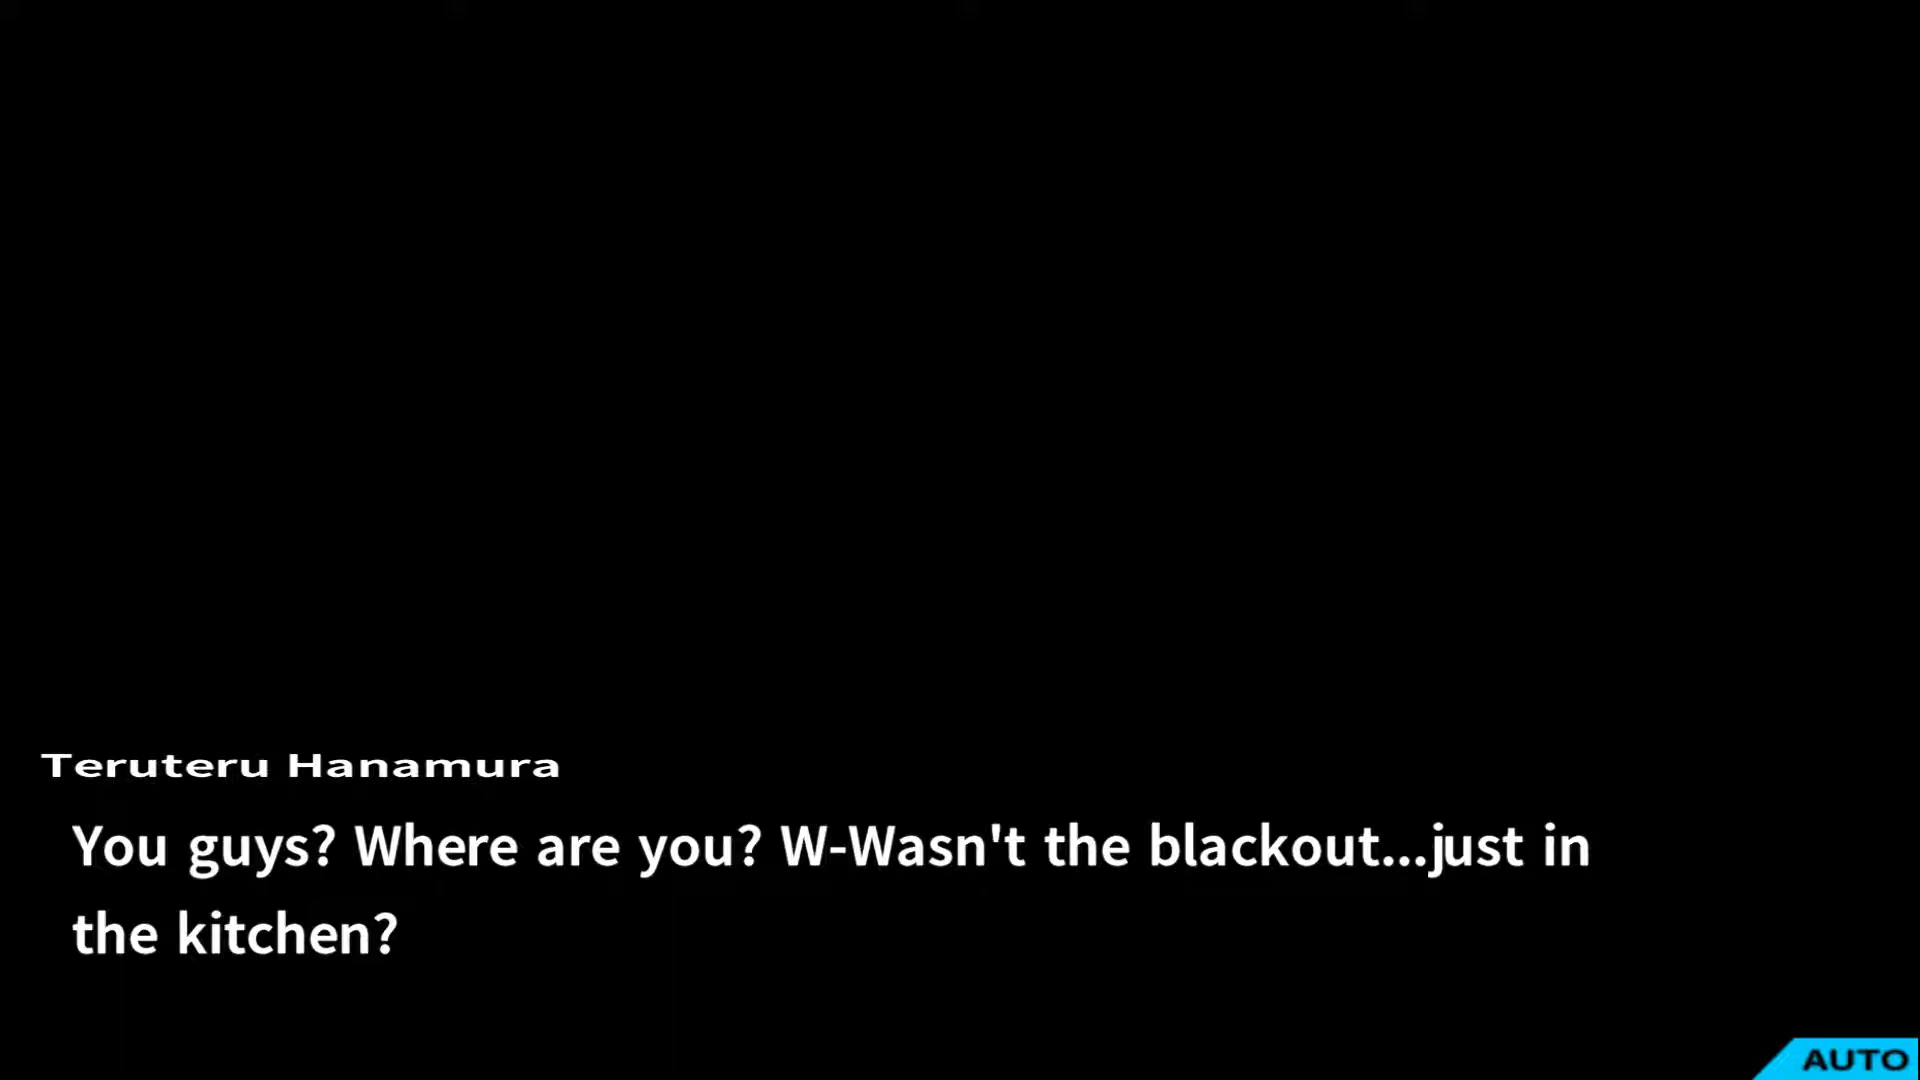 Teruteru Hanamura
You guys? Where are you? W-Wasn't the blackout...just in
the kitchen?
AUTO